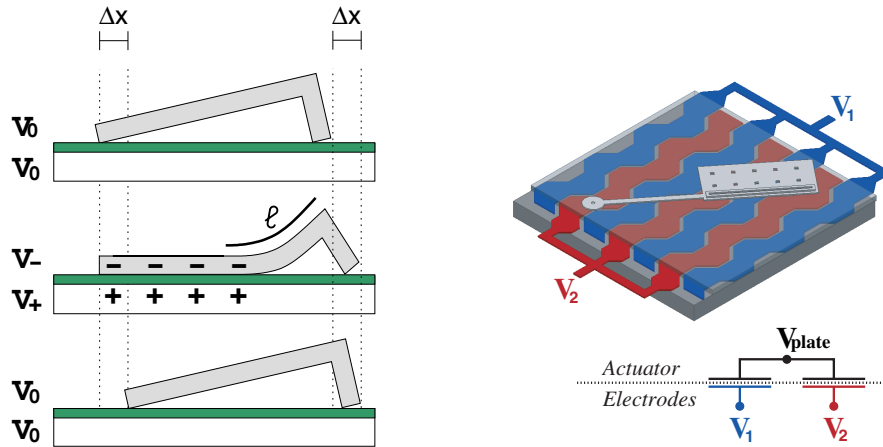 Δx Δx
V₀
V₀
ℓ
V−
− − − −
V+
+ + + +
V₀
V₀
V₁
V₂
Vplate
Actuator
Electrodes
V₁ V₂